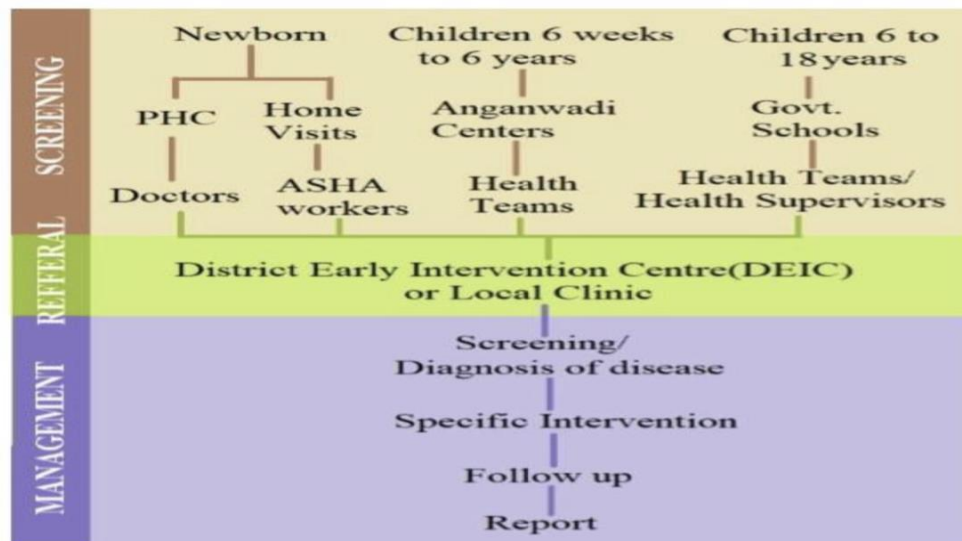 SCREENING
Newborn
Children 6 weeks
to 6 years
Children 6 to
18 years
PHC
Home
Visits
Anganwadi
Centers
Govt.
Schools
Doctors
ASHA
workers
Health
Teams
Health Teams/
Health Supervisors
REFFERAL
District Early Intervention Centre(DEIC)
or Local Clinic
MANAGEMENT
Screening/
Diagnosis of disease
Specific Intervention
Follow up
Report